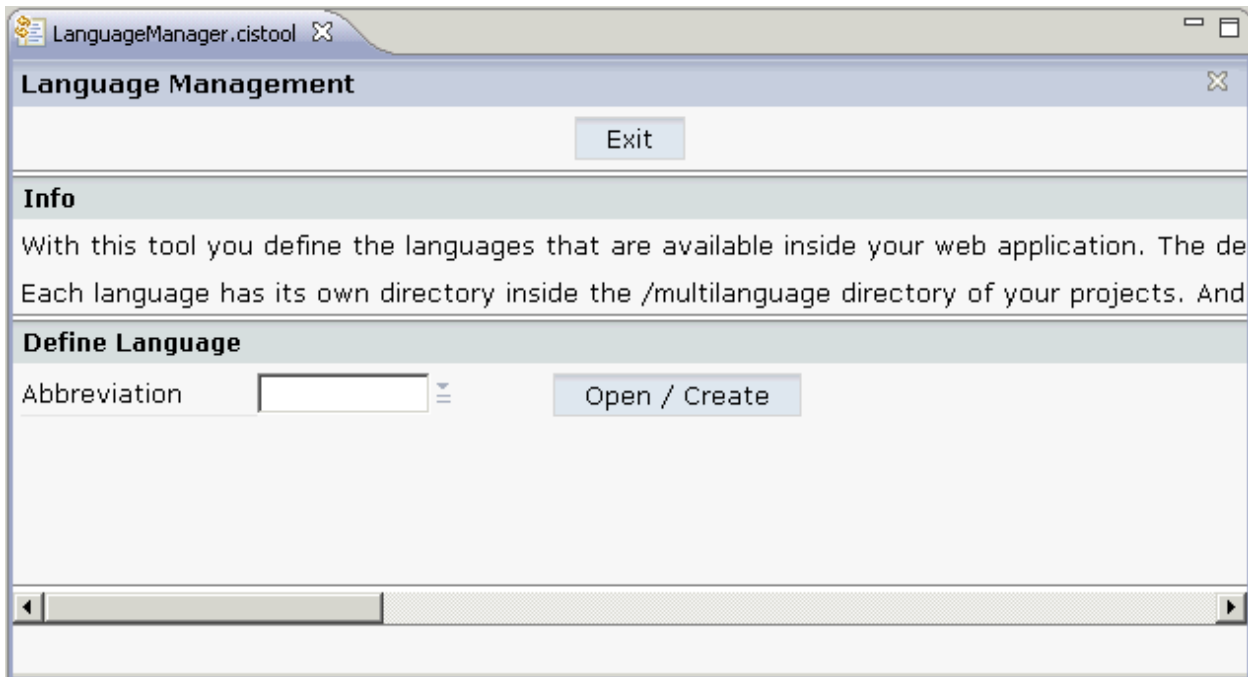 LanguageManager.cistool
Language Management
Exit
Info
With this tool you define the languages that are available inside your web application. The de
Each language has its own directory inside the /multilanguage directory of your projects. And
Define Language
Abbreviation Open / Create